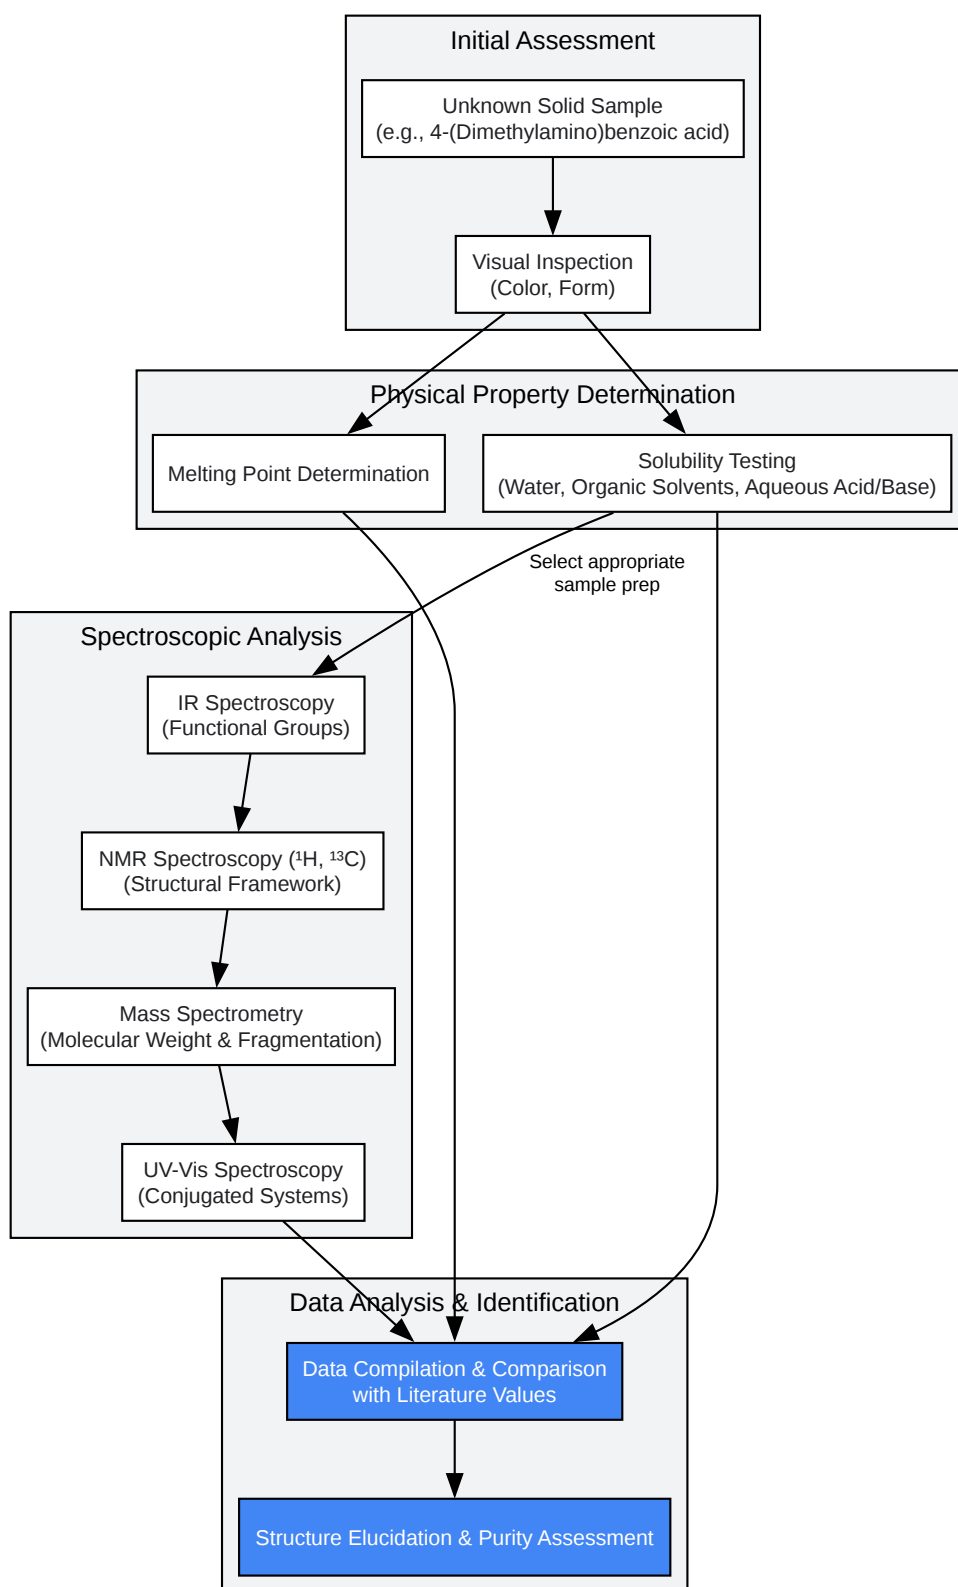 Initial Assessment
Unknown Solid Sample
(e.g., 4-(Dimethylamino)benzoic acid)
Visual Inspection
(Color, Form)
Physical Property Determination
Melting Point Determination
Solubility Testing
(Water, Organic Solvents, Aqueous Acid/Base)
Select appropriate
sample prep
Spectroscopic Analysis
IR Spectroscopy
(Functional Groups)
NMR Spectroscopy (¹H, ¹³C)
(Structural Framework)
Mass Spectrometry
(Molecular Weight & Fragmentation)
UV-Vis Spectroscopy
(Conjugated Systems)
Data Analysis & Identification
Data Compilation & Comparison
with Literature Values
Structure Elucidation & Purity Assessment